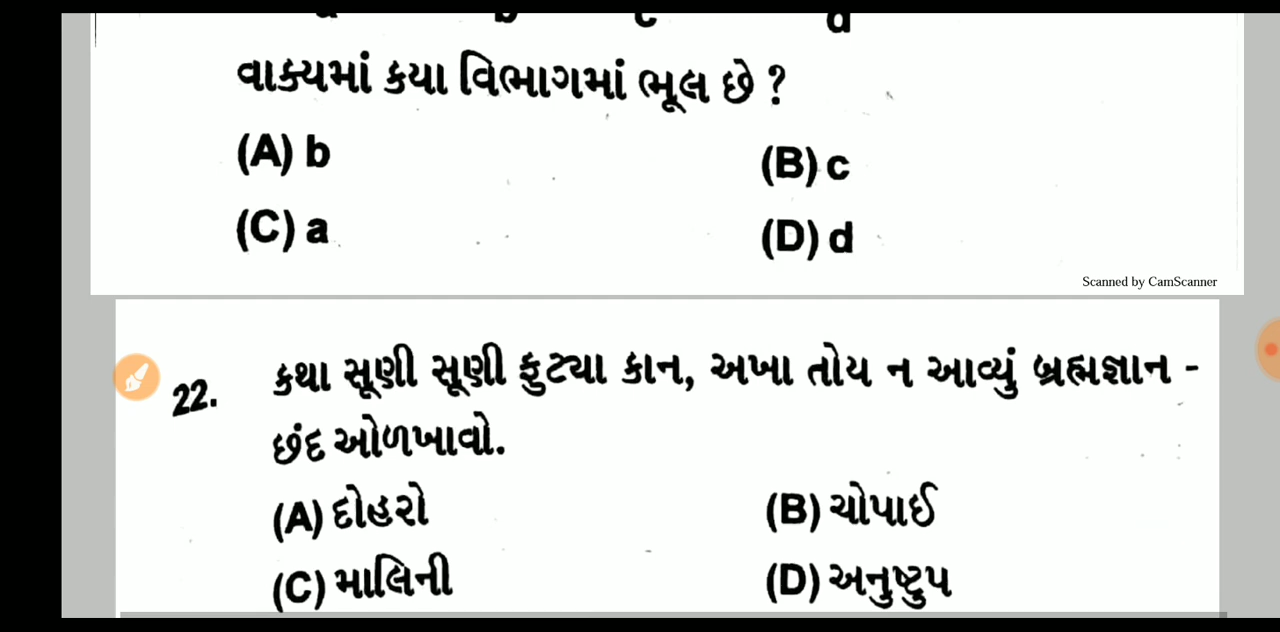 વાક્યમાં કયા વિભાગમાં ભૂલ છે ?
(A) b (B) c
(C) a (D) d
Scanned by CamScanner
22. કથા સૂણી સૂણી ફુટ્યા કાન, અખા તોય ન આવ્યું બ્રહ્મજ્ઞાન -
છંદ ઓળખાવો.
(A) દોહરો (B) ચોપાઈ
(C) માલિની (D) અનુષ્ટુપ